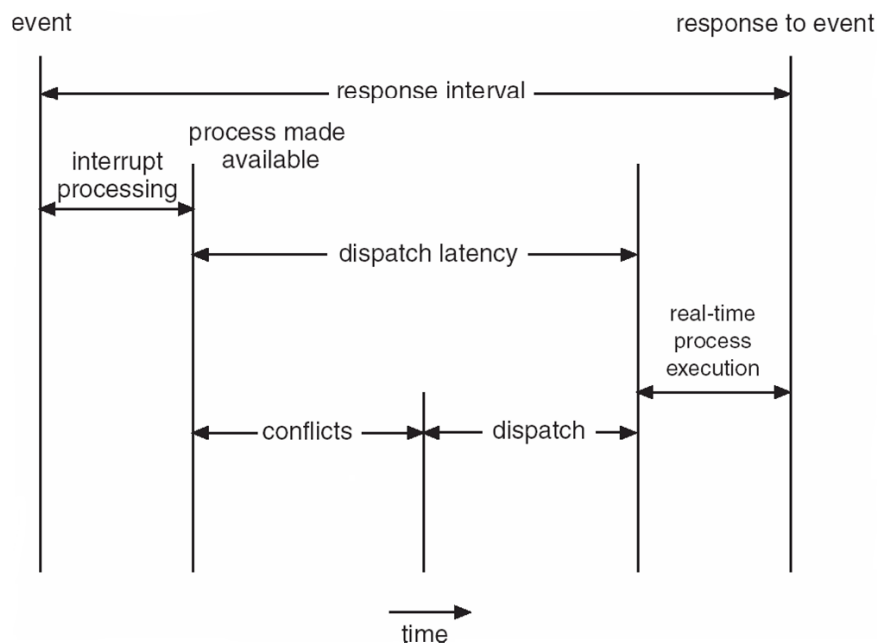 event
response to event
response interval
process made
available
interrupt
processing
dispatch latency
real-time
process
execution
conflicts
dispatch
time